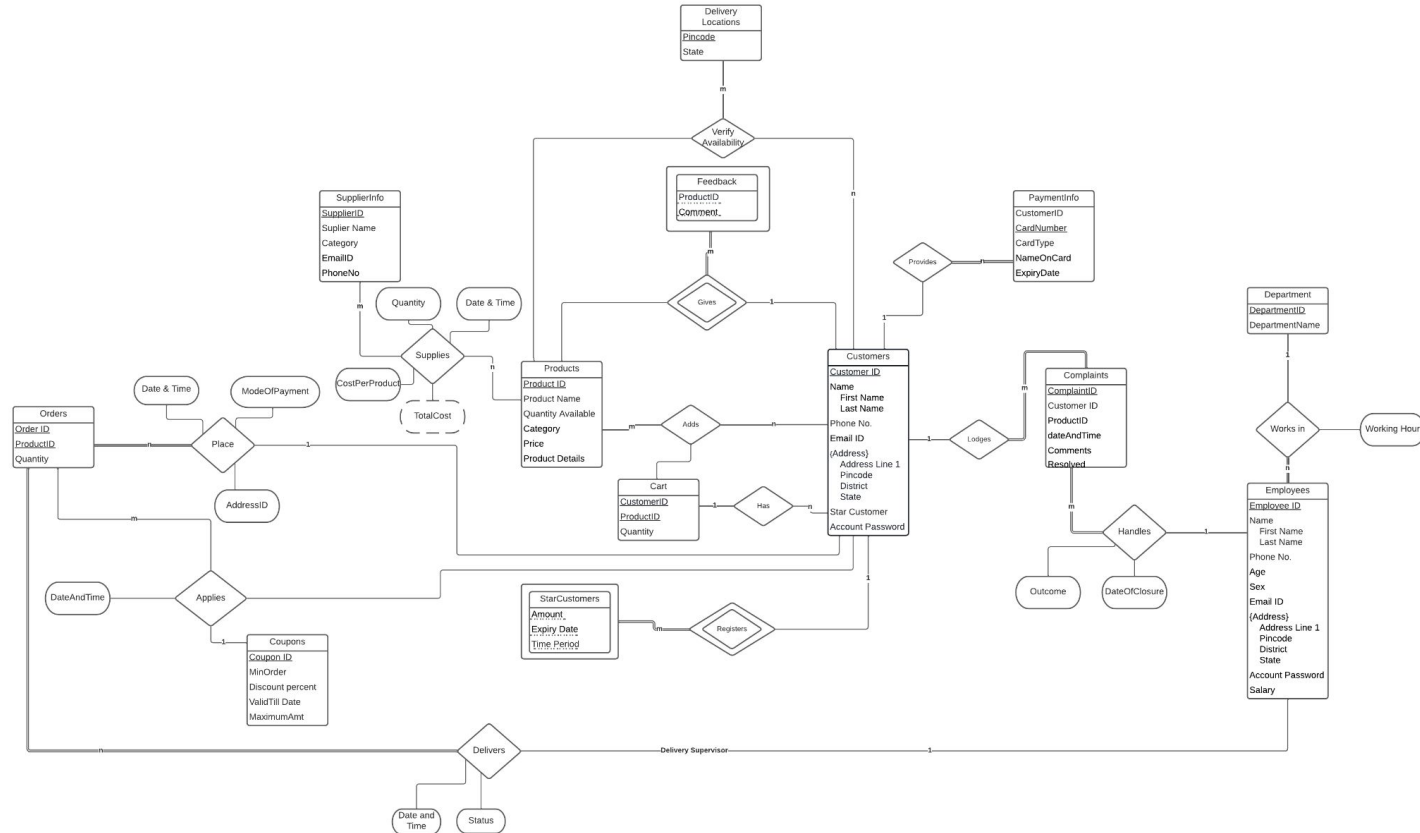 Delivery
Locations
Pincode
State
m
Verify
Availability
n
Feedback
ProductID
Comment
m
Gives
1
SupplierInfo
SupplierID
Suplier Name
Category
EmailID
PhoneNo
m
Quantity
Date & Time
Supplies
CostPerProduct
TotalCost
n
PaymentInfo
CustomerID
CardNumber
CardType
NameOnCard
ExpiryDate
Provides
n
1
Department
DepartmentID
DepartmentName
1
Works in
Working Hour
n
Products
Product ID
Product Name
Quantity Available
Category
Price
Product Details
m
Adds
n
Cart
CustomerID
ProductID
Quantity
1
Has
n
Customers
Customer ID
Name
First Name
Last Name
Phone No.
Email ID
{Address}
Address Line 1
Pincode
District
State
Star Customer
Account Password
1
Lodges
m
Complaints
ComplaintID
Customer ID
ProductID
dateAndTime
Comments
Resolved
m
Handles
1
Outcome
DateOfClosure
Employees
Employee ID
Name
First Name
Last Name
Phone No.
Age
Sex
Email ID
{Address}
Address Line 1
Pincode
District
State
Account Password
Salary
Orders
Order ID
ProductID
Quantity
n
Date & Time
ModeOfPayment
Place
AddressID
1
m
DateAndTime
Applies
1
Coupons
Coupon ID
MinOrder
Discount percent
ValidTill Date
MaximumAmt
StarCustomers
Amount
Expiry Date
Time Period
m
Registers
1
n
Delivers
Delivery Supervisor
1
Date and
Time
Status